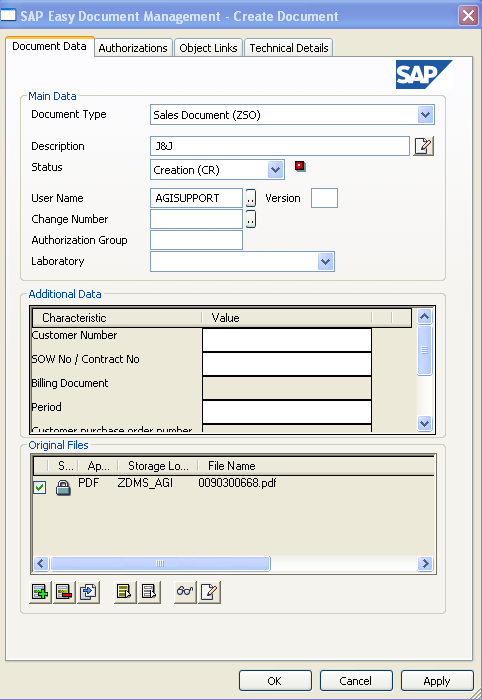 SAP Easy Document Management - Create Document
Document Data Authorizations Object Links Technical Details
SAP
Main Data
Document Type Sales Document (ZSO)
Description J&J
Status Creation (CR)
User Name AGISUPPORT .. Version
Change Number ..
Authorization Group
Laboratory
Additional Data
Characteristic Value
Customer Number
SOW No / Contract No
Billing Document
Period
Customer purchase order number
Original Files
S... Ap... Storage Lo... File Name
PDF ZDMS_AGI 0090300668.pdf
OK Cancel Apply